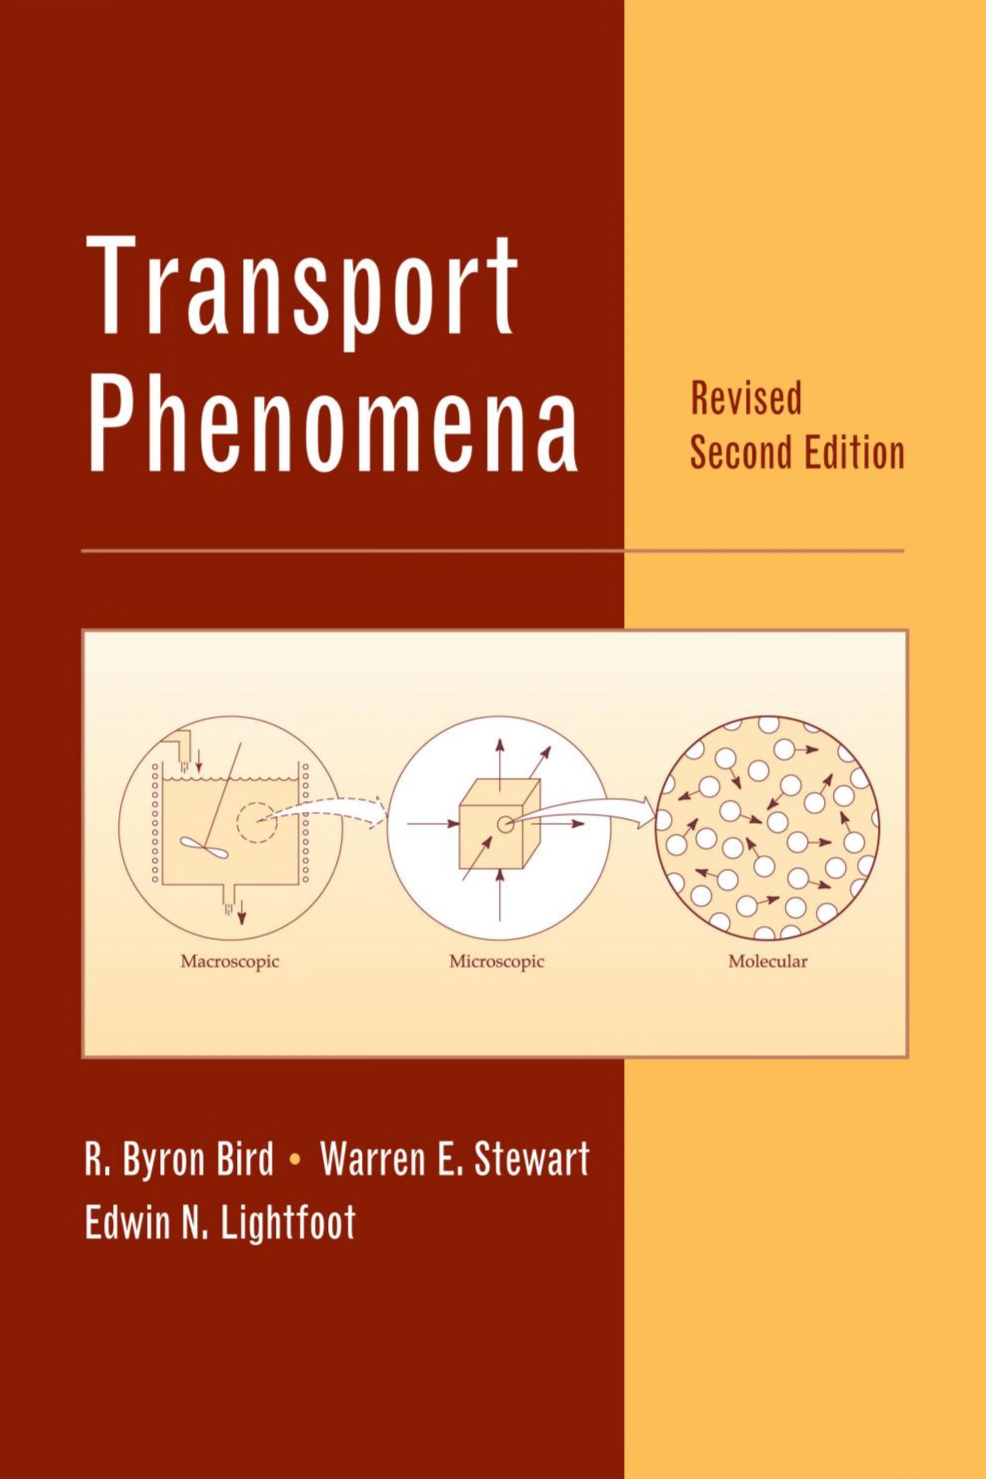 Transport
Phenomena
Revised
Second Edition
Macroscopic
Microscopic
Molecular
R. Byron Bird • Warren E. Stewart
Edwin N. Lightfoot